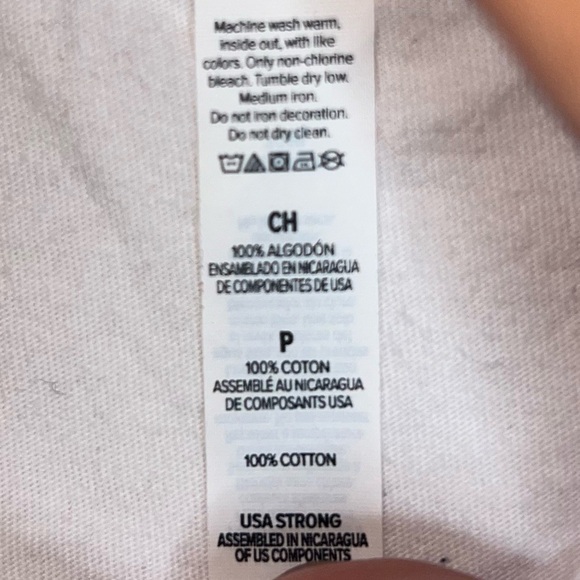 Machine wash warm,
inside out, with like
colors. Only non-chlorine
bleach. Tumble dry low.
Medium iron.
Do not iron decoration.
Do not dry clean.
CH
100% ALGODÓN
ENSAMBLADO EN NICARAGUA
DE COMPONENTES DE USA
P
100% COTON
ASSEMBLÉ AU NICARAGUA
DE COMPOSANTS USA
100% COTTON
USA STRONG
ASSEMBLED IN NICARAGUA
OF US COMPONENTS